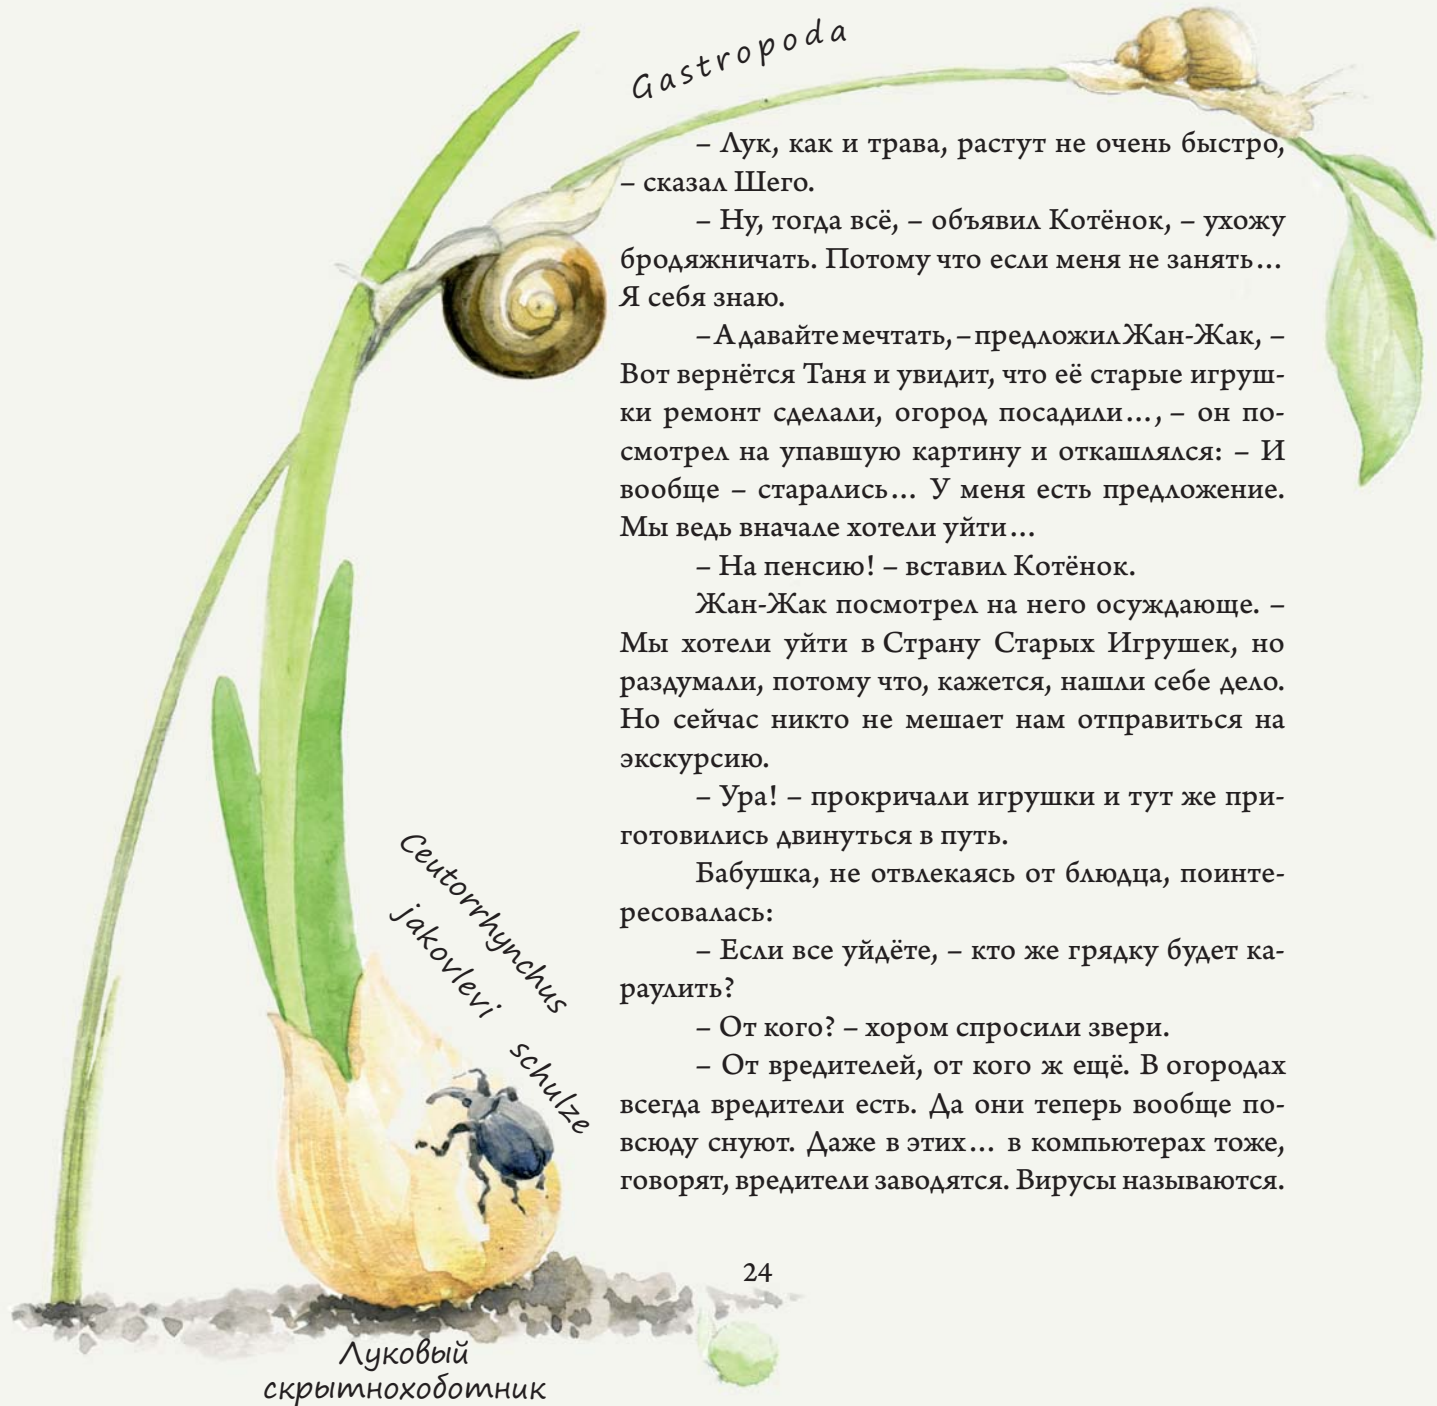 Gastropoda
– Лук, как и трава, растут не очень быстро,
– сказал Шего.
– Ну, тогда всё, – объявил Котёнок, – ухожу
бродяжничать. Потому что если меня не занять…
Я себя знаю.
– А давайте мечтать, – предложил Жан-Жак, –
Вот вернётся Таня и увидит, что её старые игруш-
ки ремонт сделали, огород посадили…, – он по-
смотрел на упавшую картину и откашлялся: – И
вообще – старались… У меня есть предложение.
Мы ведь вначале хотели уйти…
– На пенсию! – вставил Котёнок.
Жан-Жак посмотрел на него осуждающе. –
Мы хотели уйти в Страну Старых Игрушек, но
раздумали, потому что, кажется, нашли себе дело.
Но сейчас никто не мешает нам отправиться на
экскурсию.
– Ура! – прокричали игрушки и тут же при-
готовились двинуться в путь.
Бабушка, не отвлекаясь от блюдца, поинте-
ресовалась:
– Если все уйдёте, – кто же грядку будет ка-
раулить?
– От кого? – хором спросили звери.
– От вредителей, от кого ж ещё. В огородах
всегда вредители есть. Да они теперь вообще по-
всюду снуют. Даже в этих… в компьютерах тоже,
говорят, вредители заводятся. Вирусы называются.
Ceutorrhynchus
jakovlevi schulze
24
Луковый
скрытнохоботник